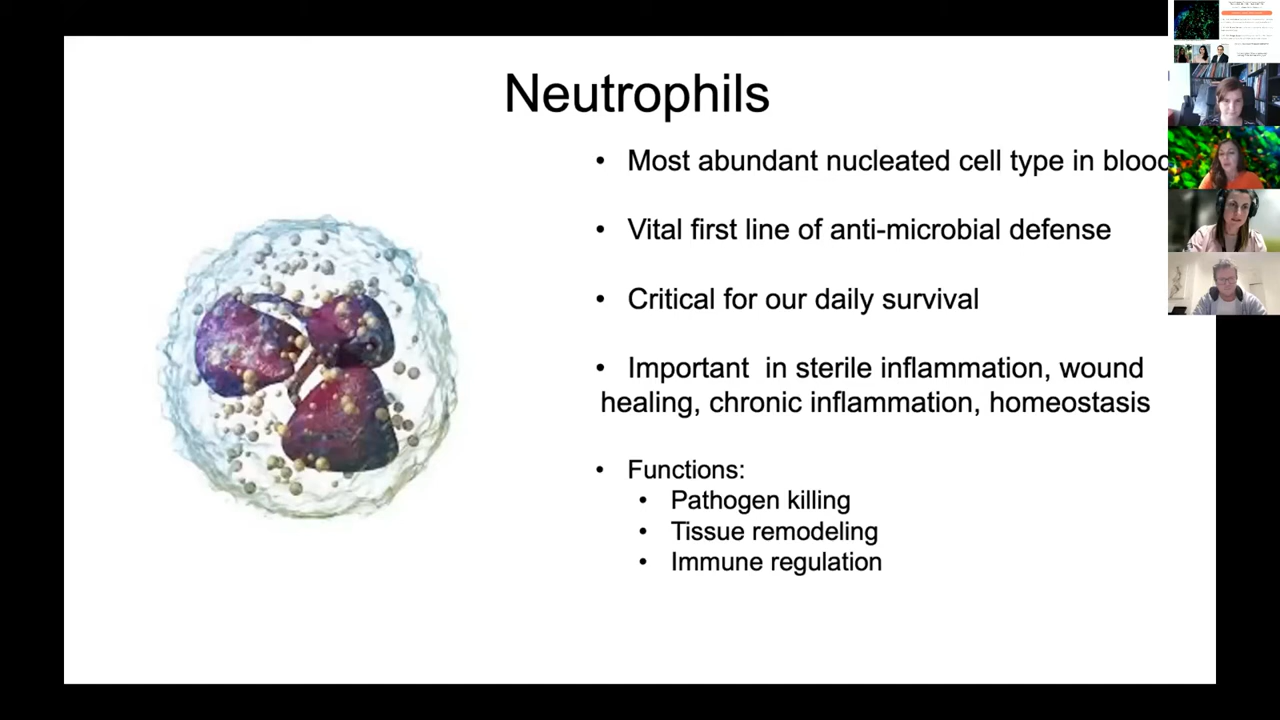 Neutrophils
• Most abundant nucleated cell type in blood
• Vital first line of anti-microbial defense
• Critical for our daily survival
• Important in sterile inflammation, wound
healing, chronic inflammation, homeostasis
• Functions:
• Pathogen killing
• Tissue remodeling
• Immune regulation